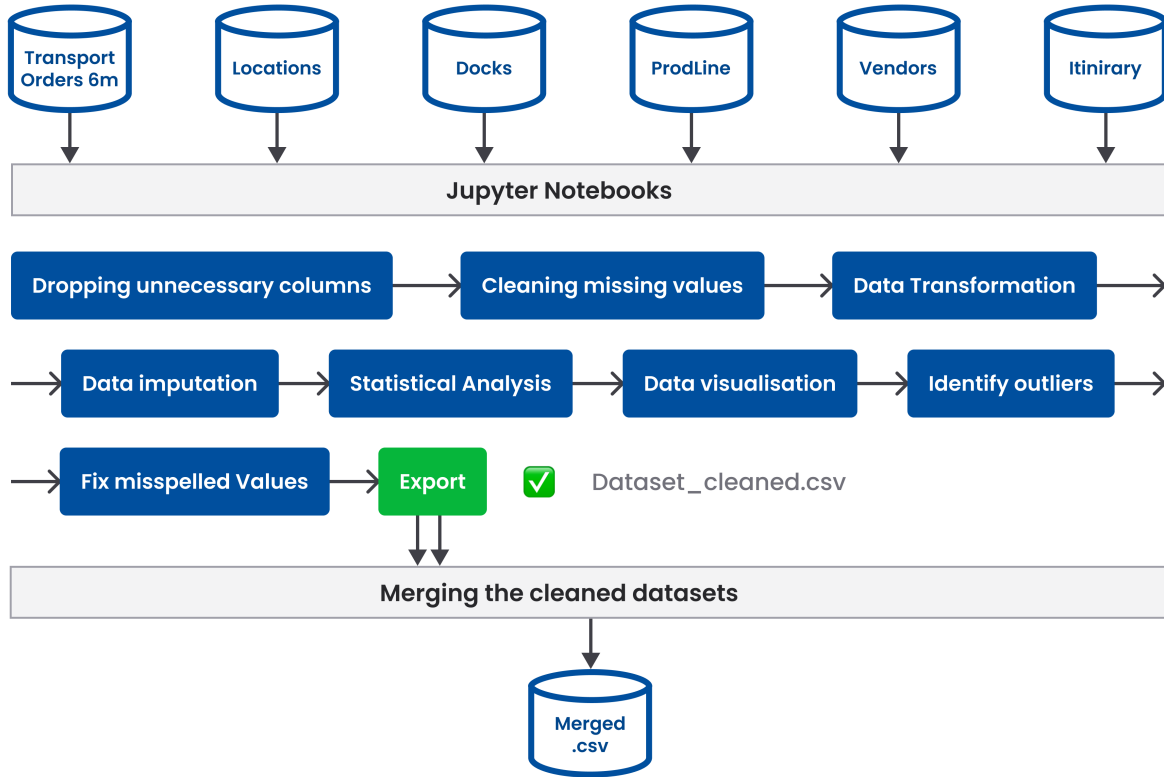 Transport
Orders 6m
Locations
Docks
ProdLine
Vendors
Itinirary
Jupyter Notebooks
Dropping unnecessary columns
Cleaning missing values
Data Transformation
Data imputation
Statistical Analysis
Data visualisation
Identify outliers
Fix misspelled Values
Export
Dataset_cleaned.csv
Merging the cleaned datasets
Merged
.csv